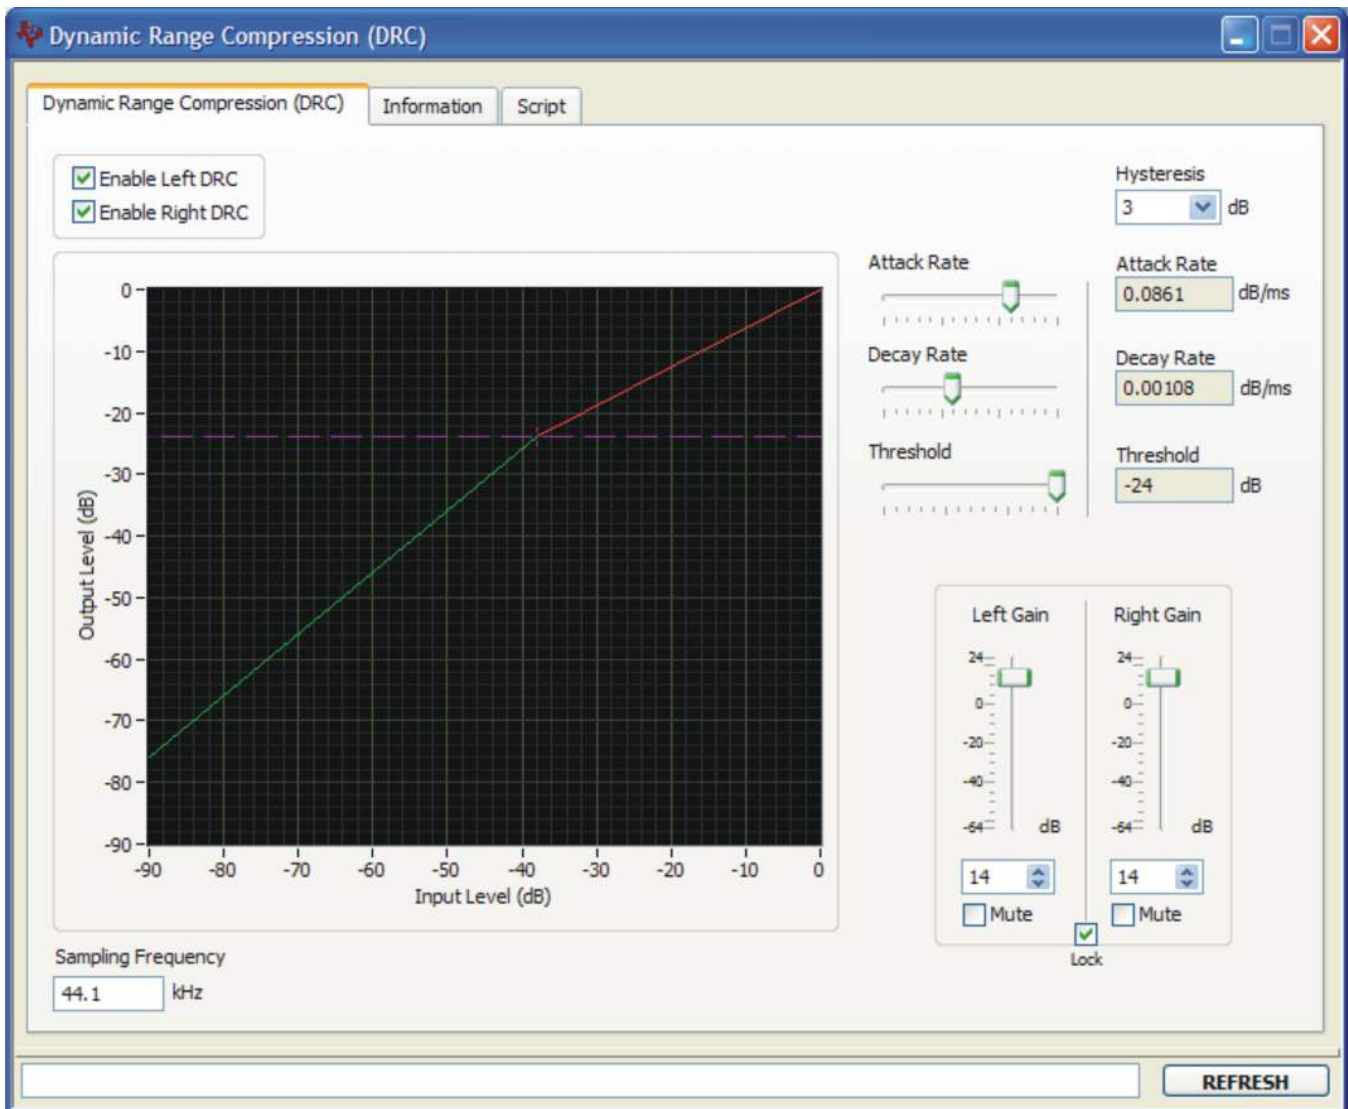 Dynamic Range Compression (DRC)
Dynamic Range Compression (DRC) Information Script
Enable Left DRC
Enable Right DRC
Hysteresis
3 dB
Attack Rate
Attack Rate
0.0861 dB/ms
Decay Rate
Decay Rate
0.00108 dB/ms
Threshold
Threshold
-24 dB
Output Level (dB)
0
-10
-20
-30
-40
-50
-60
-70
-80
-90
-90 -80 -70 -60 -50 -40 -30 -20 -10 0
Input Level (dB)
Left Gain Right Gain
24 24
0 0
-20 -20
-40 -40
-64 dB -64 dB
14 14
Mute Mute
Lock
Sampling Frequency
44.1 kHz
REFRESH